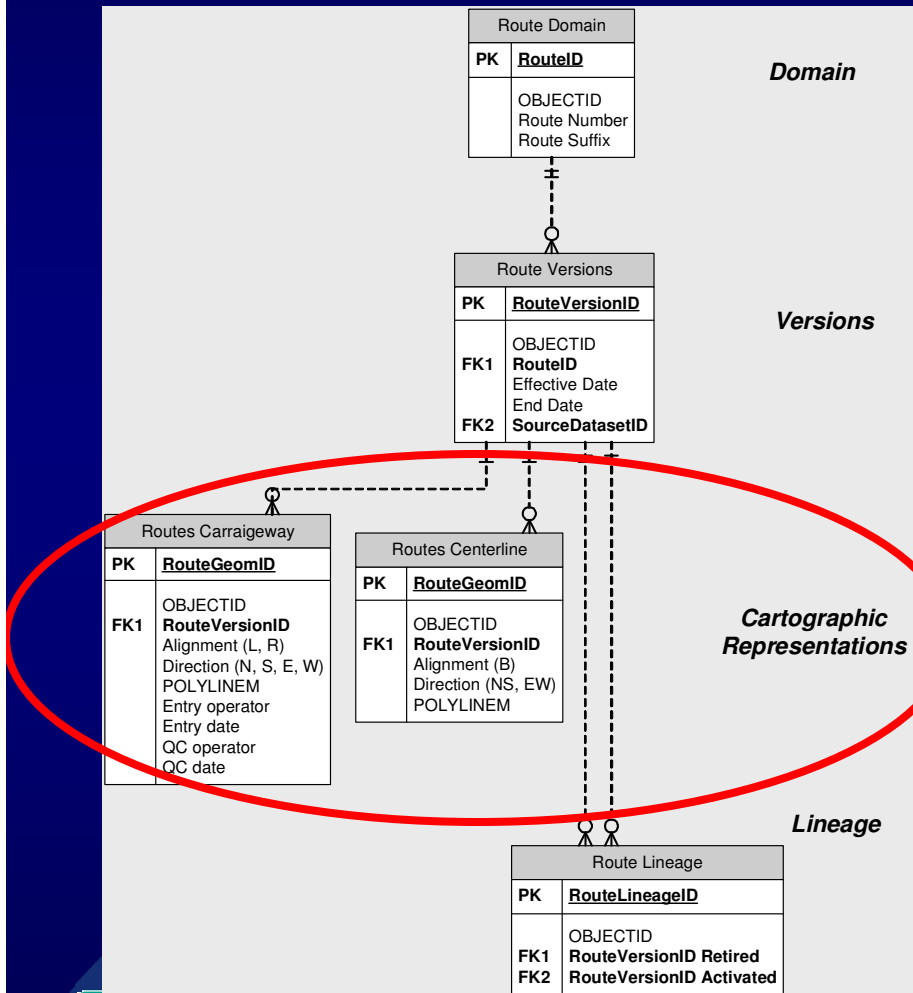 Route Domain
PK RouteID
OBJECTID
Route Number
Route Suffix
Domain
Route Versions
PK RouteVersionID
OBJECTID
FK1 RouteID
Effective Date
End Date
FK2 SourceDatasetID
Versions
Routes Carraigeway
PK RouteGeomID
OBJECTID
FK1 RouteVersionID
Alignment (L, R)
Direction (N, S, E, W)
POLYLINEM
Entry operator
Entry date
QC operator
QC date
Routes Centerline
PK RouteGeomID
OBJECTID
FK1 RouteVersionID
Alignment (B)
Direction (NS, EW)
POLYLINEM
Cartographic
Representations
Lineage
Route Lineage
PK RouteLineageID
OBJECTID
FK1 RouteVersionID Retired
FK2 RouteVersionID Activated